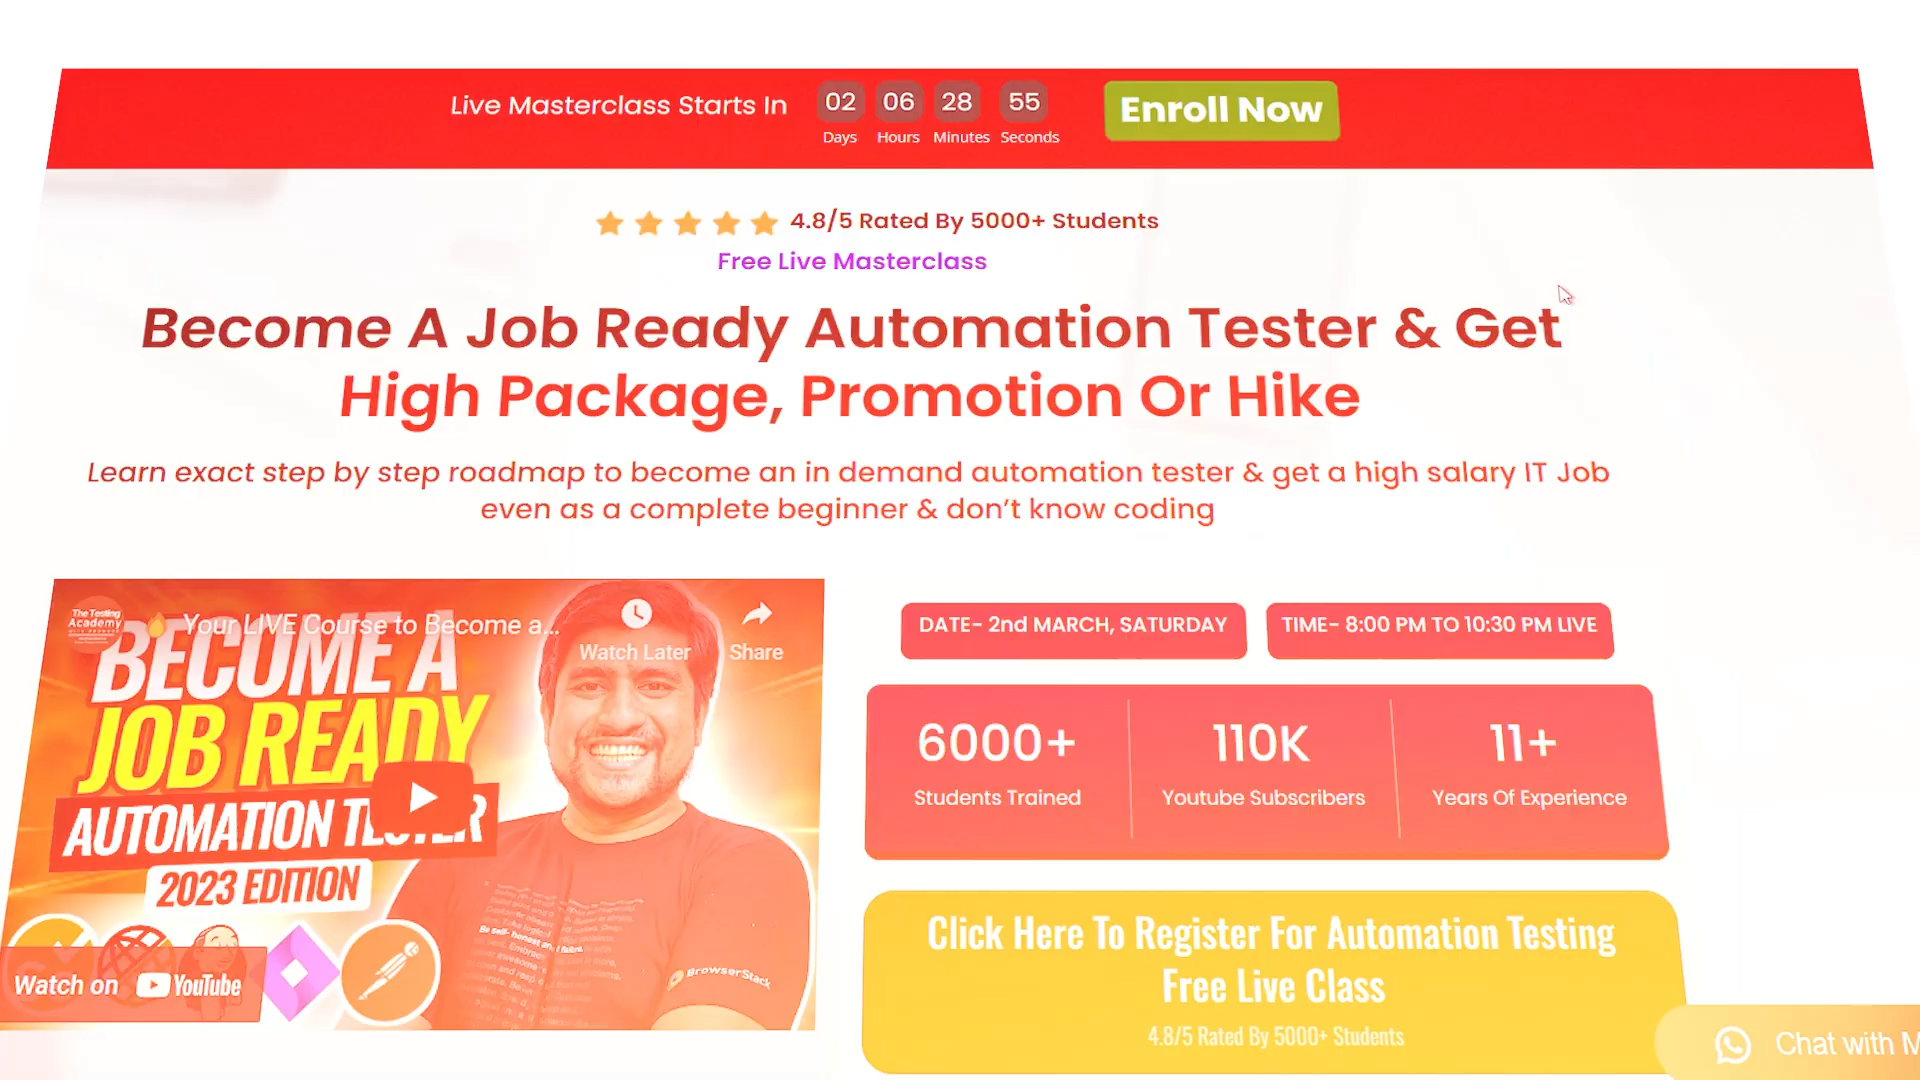 Live Masterclass Starts In
02 06 28 55
Days Hours Minutes Seconds
Enroll Now
4.8/5 Rated By 5000+ Students
Free Live Masterclass
Become A Job Ready Automation Tester & Get
High Package, Promotion Or Hike
Learn exact step by step roadmap to become an in demand automation tester & get a high salary IT Job
even as a complete beginner & don't know coding
The Testing
Academy
Your LIVE Course to Become a...
Watch Later
Share
BECOME A
JOB READY
AUTOMATION TESTER
2023 EDITION
Be self- honest an
failure.
BrowserStack
Watch on YouTube
DATE- 2nd MARCH, SATURDAY
TIME- 8:00 PM TO 10:30 PM LIVE
6000+
Students Trained
110K
Youtube Subscribers
11+
Years Of Experience
Click Here To Register For Automation Testing
Free Live Class
4.8/5 Rated By 5000+ Students
Chat with M